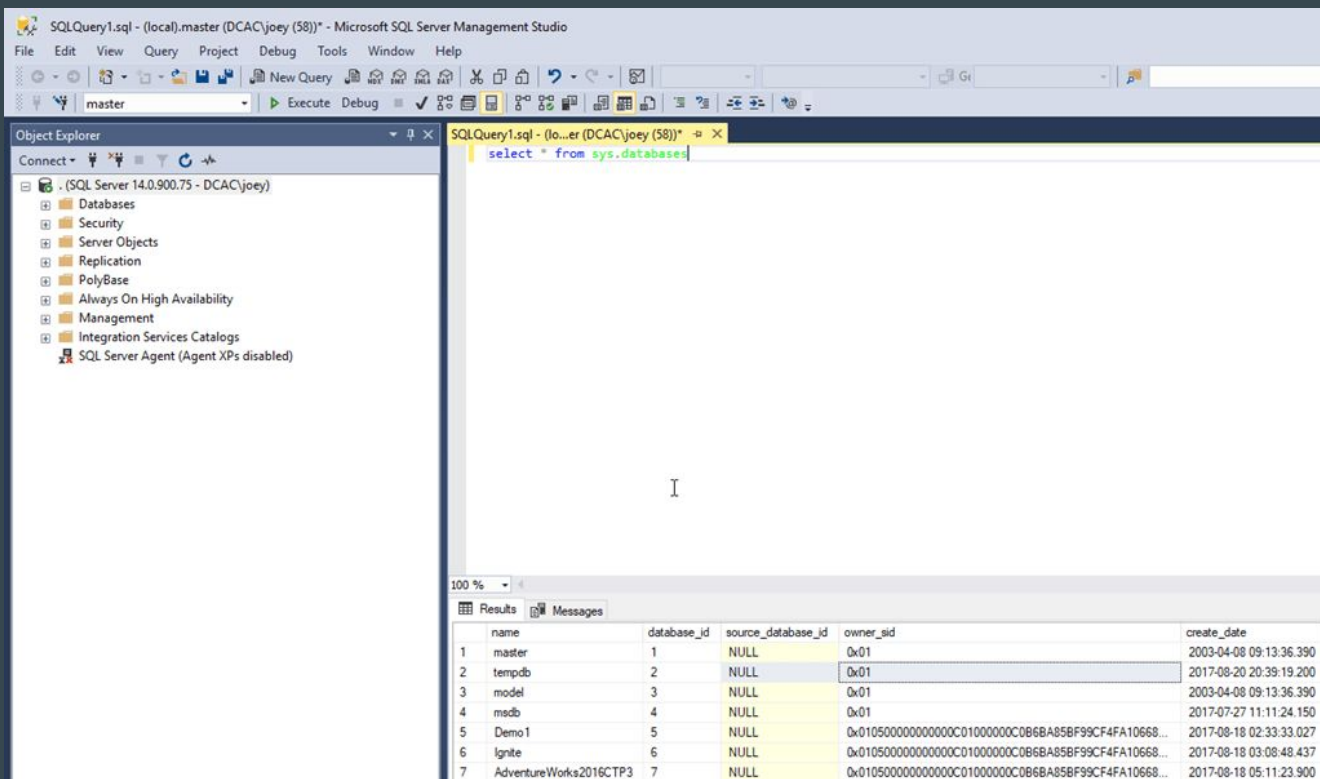 SQLQuery1.sql - (local).master (DCAC\joey (58))* - Microsoft SQL Server Management Studio
File Edit View Query Project Debug Tools Window Help
New Query
master Execute Debug
Object Explorer
Connect
. (SQL Server 14.0.900.75 - DCAC\joey)
Databases
Security
Server Objects
Replication
PolyBase
Always On High Availability
Management
Integration Services Catalogs
SQL Server Agent (Agent XPs disabled)
SQLQuery1.sql - (lo...er (DCAC\joey (58))*
select * from sys.databases
100 %
Results Messages
name database_id source_database_id owner_sid create_date
1 master 1 NULL 0x01 2003-04-08 09:13:36.390
2 tempdb 2 NULL 0x01 2017-08-20 20:39:19.200
3 model 3 NULL 0x01 2003-04-08 09:13:36.390
4 msdb 4 NULL 0x01 2017-07-27 11:11:24.150
5 Demo1 5 NULL 0x010500000000000C01000000C0B6BA85BF99CF4FA10668... 2017-08-18 02:33:33.027
6 Ignite 6 NULL 0x010500000000000C01000000C0B6BA85BF99CF4FA10668... 2017-08-18 03:08:48.437
7 AdventureWorks2016CTP3 7 NULL 0x010500000000000C01000000C0B6BA85BF99CF4FA10668... 2017-08-18 05:11:23.900